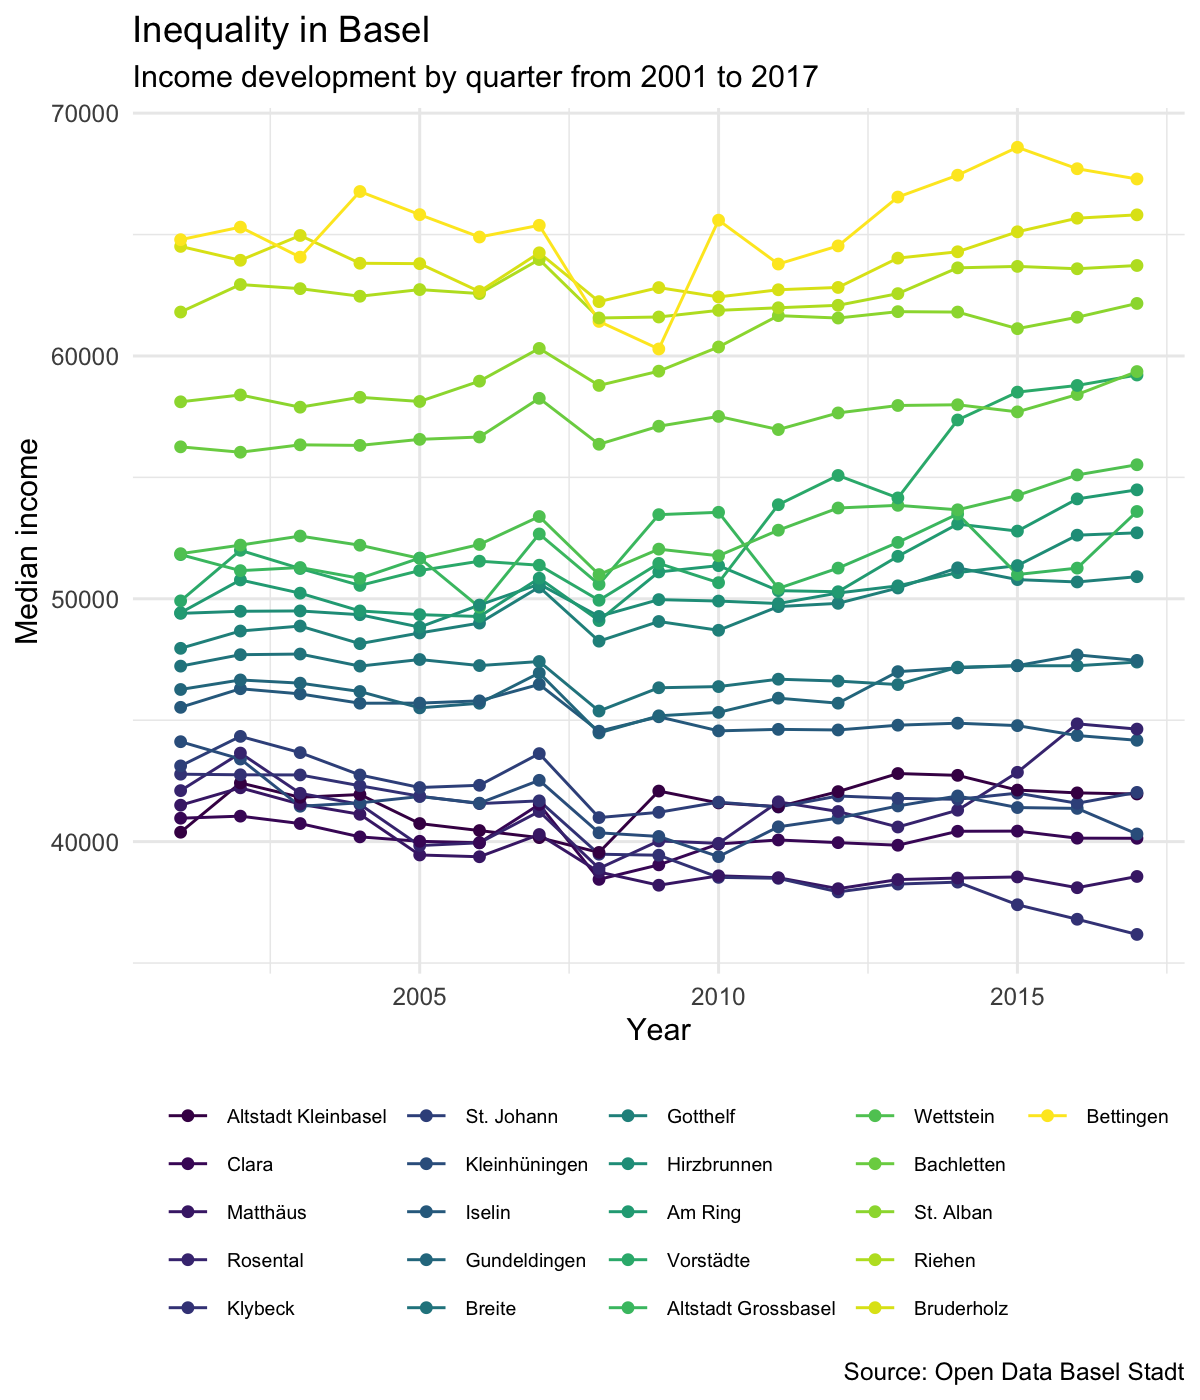 Inequality in Basel
Income development by quarter from 2001 to 2017
70000
60000
50000
40000
Median income
2005 2010 2015
Year
Altstadt Kleinbasel St. Johann Gotthelf Wettstein Bettingen
Clara Kleinhüningen Hirzbrunnen Bachletten
Matthäus Iselin Am Ring St. Alban
Rosental Gundeldingen Vorstädte Riehen
Klybeck Breite Altstadt Grossbasel Bruderholz
Source: Open Data Basel Stadt